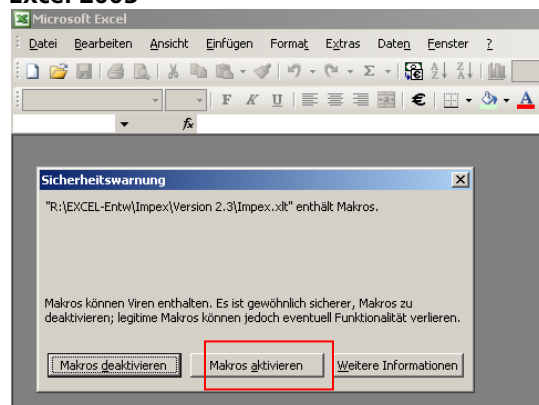 Excel 2003
Microsoft Excel
Datei Bearbeiten Ansicht Einfügen Format Extras Daten Fenster ?
F K U €
fx
Sicherheitswarnung
"R:\EXCEL-Entw\Impex\Version 2.3\Impex.xlt" enthält Makros.
Makros können Viren enthalten. Es ist gewöhnlich sicherer, Makros zu
deaktivieren; legitime Makros können jedoch eventuell Funktionalität verlieren.
Makros deaktivieren Makros aktivieren Weitere Informationen